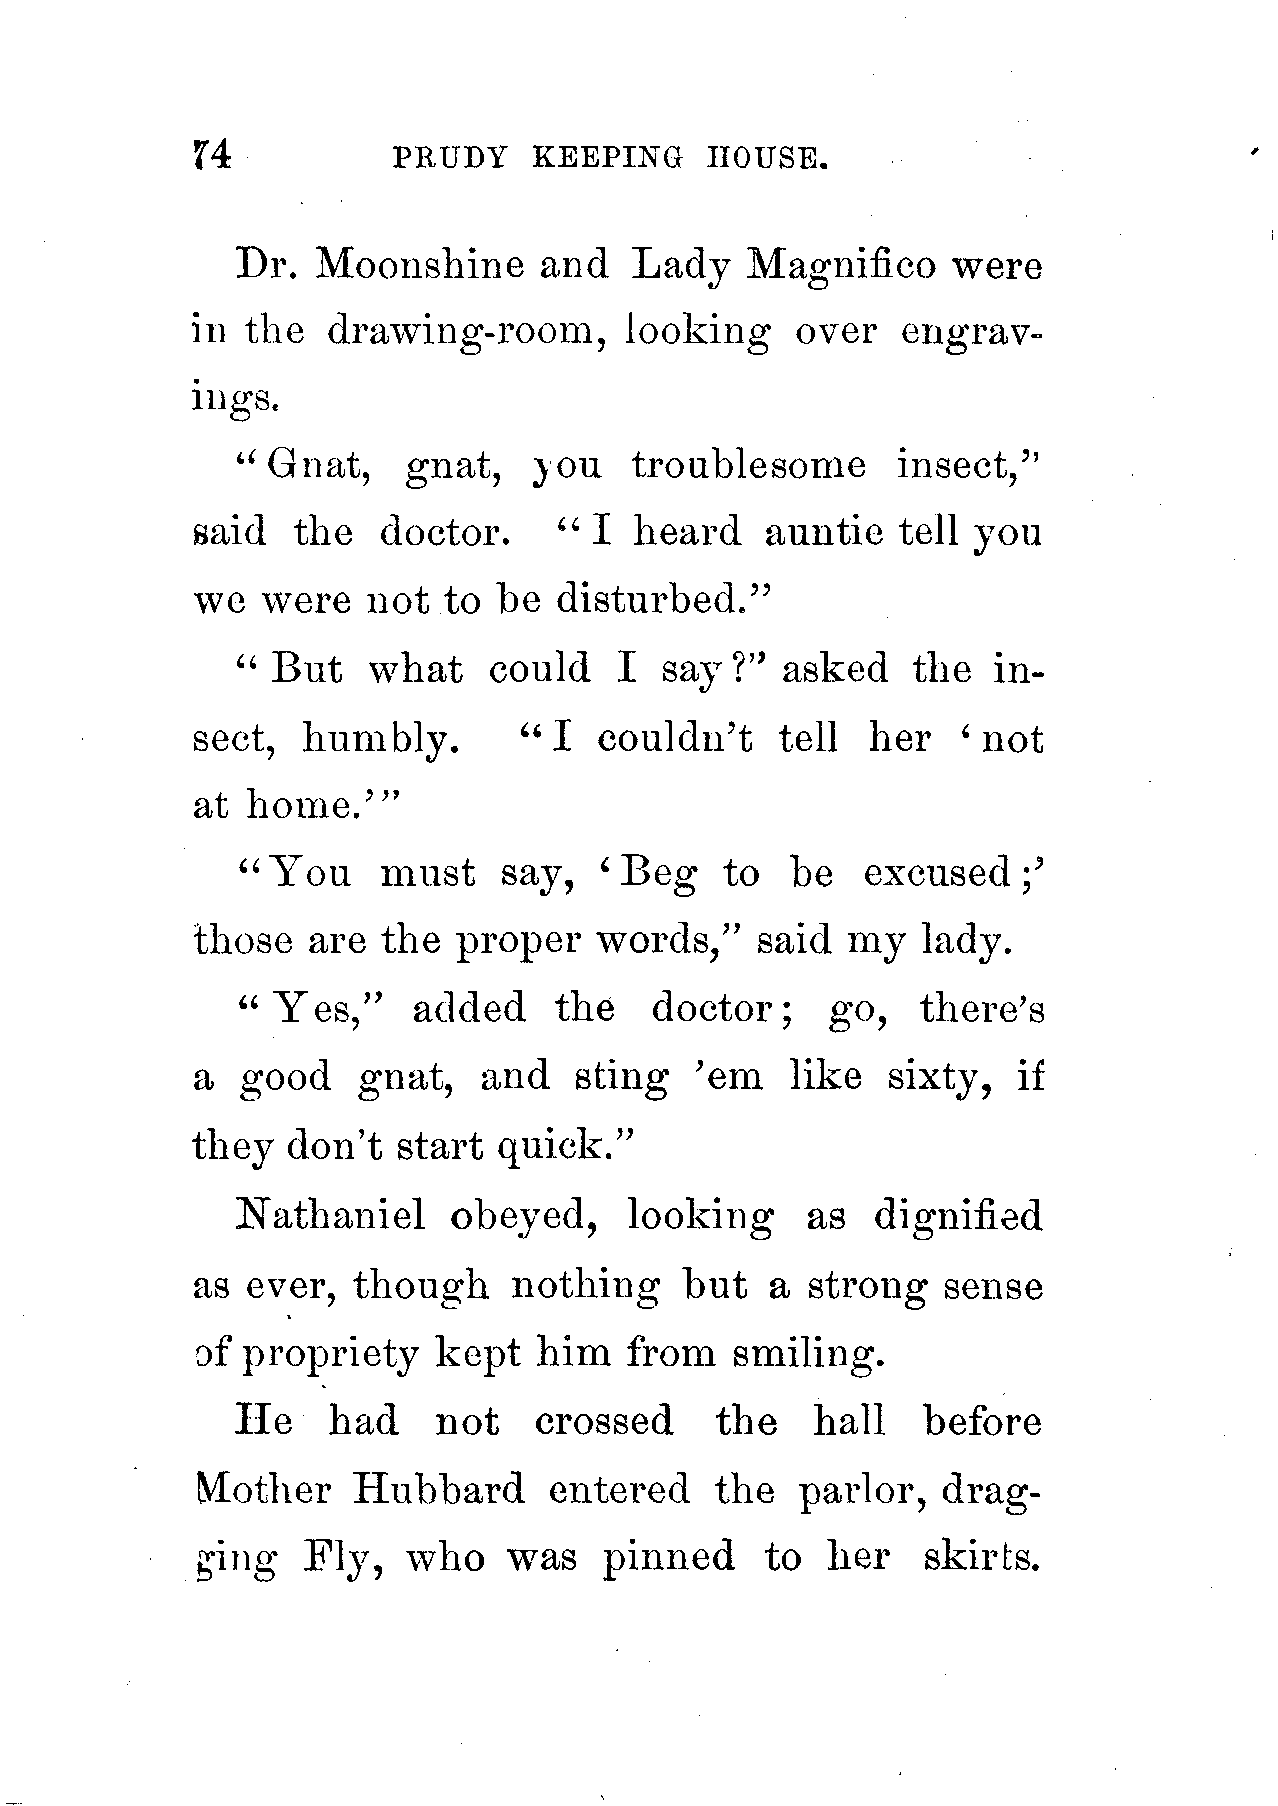 74 PRUDY KEEPING HOUSE.
Dr. Moonshine and Lady Magnifico were
in the drawing-room, looking over engrav-
ings.
"Gnat, gnat, you troublesome insect,"
said the doctor. "I heard auntie tell you
we were not to be disturbed."
"But what could I say?" asked the in-
sect, humbly. "I couldn't tell her 'not
at home.'"
"You must say, 'Beg to be excused;'
those are the proper words," said my lady.
"Yes," added the doctor; go, there's
a good gnat, and sting 'em like sixty, if
they don't start quick."
Nathaniel obeyed, looking as dignified
as ever, though nothing but a strong sense
of propriety kept him from smiling.
He had not crossed the hall before
Mother Hubbard entered the parlor, drag-
ging Fly, who was pinned to her skirts.